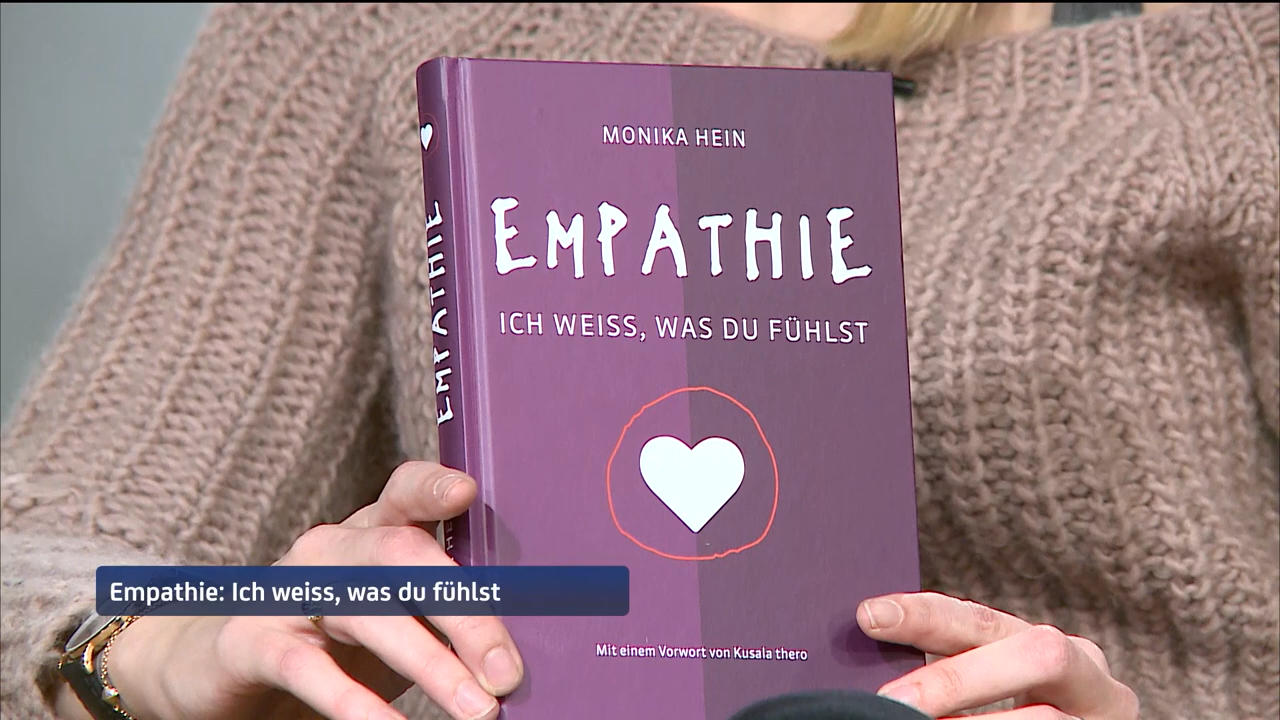 MONIKA HEIN
EMPATHIE
ICH WEISS, WAS DU FÜHLST
EMPATHIE
Empathie: Ich weiss, was du fühlst
Mit einem Vorwort von Kusala thero